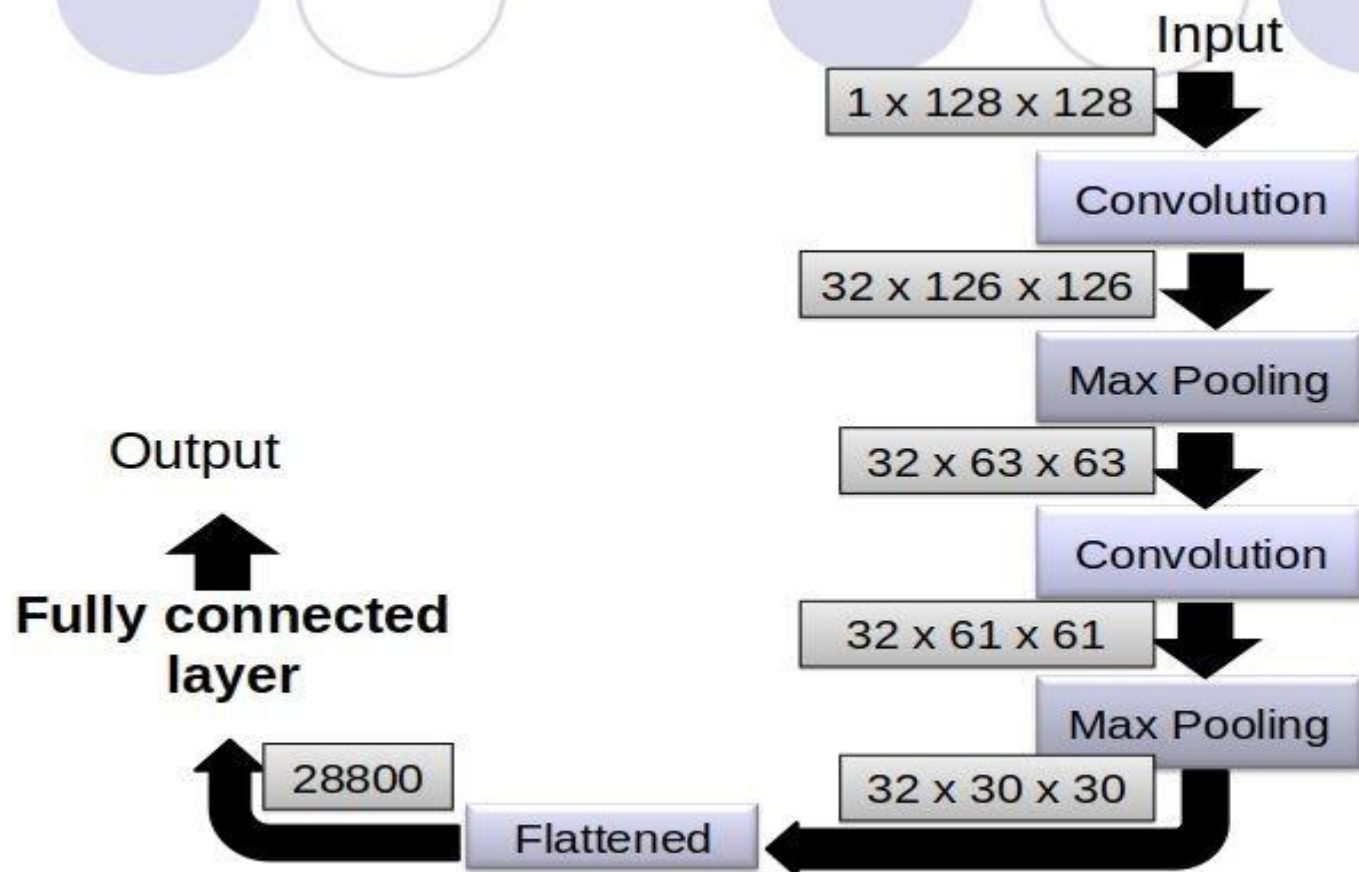 Input
1 x 128 x 128
Convolution
32 x 126 x 126
Max Pooling
32 x 63 x 63
Convolution
32 x 61 x 61
Max Pooling
32 x 30 x 30
Flattened
28800
Fully connected
layer
Output